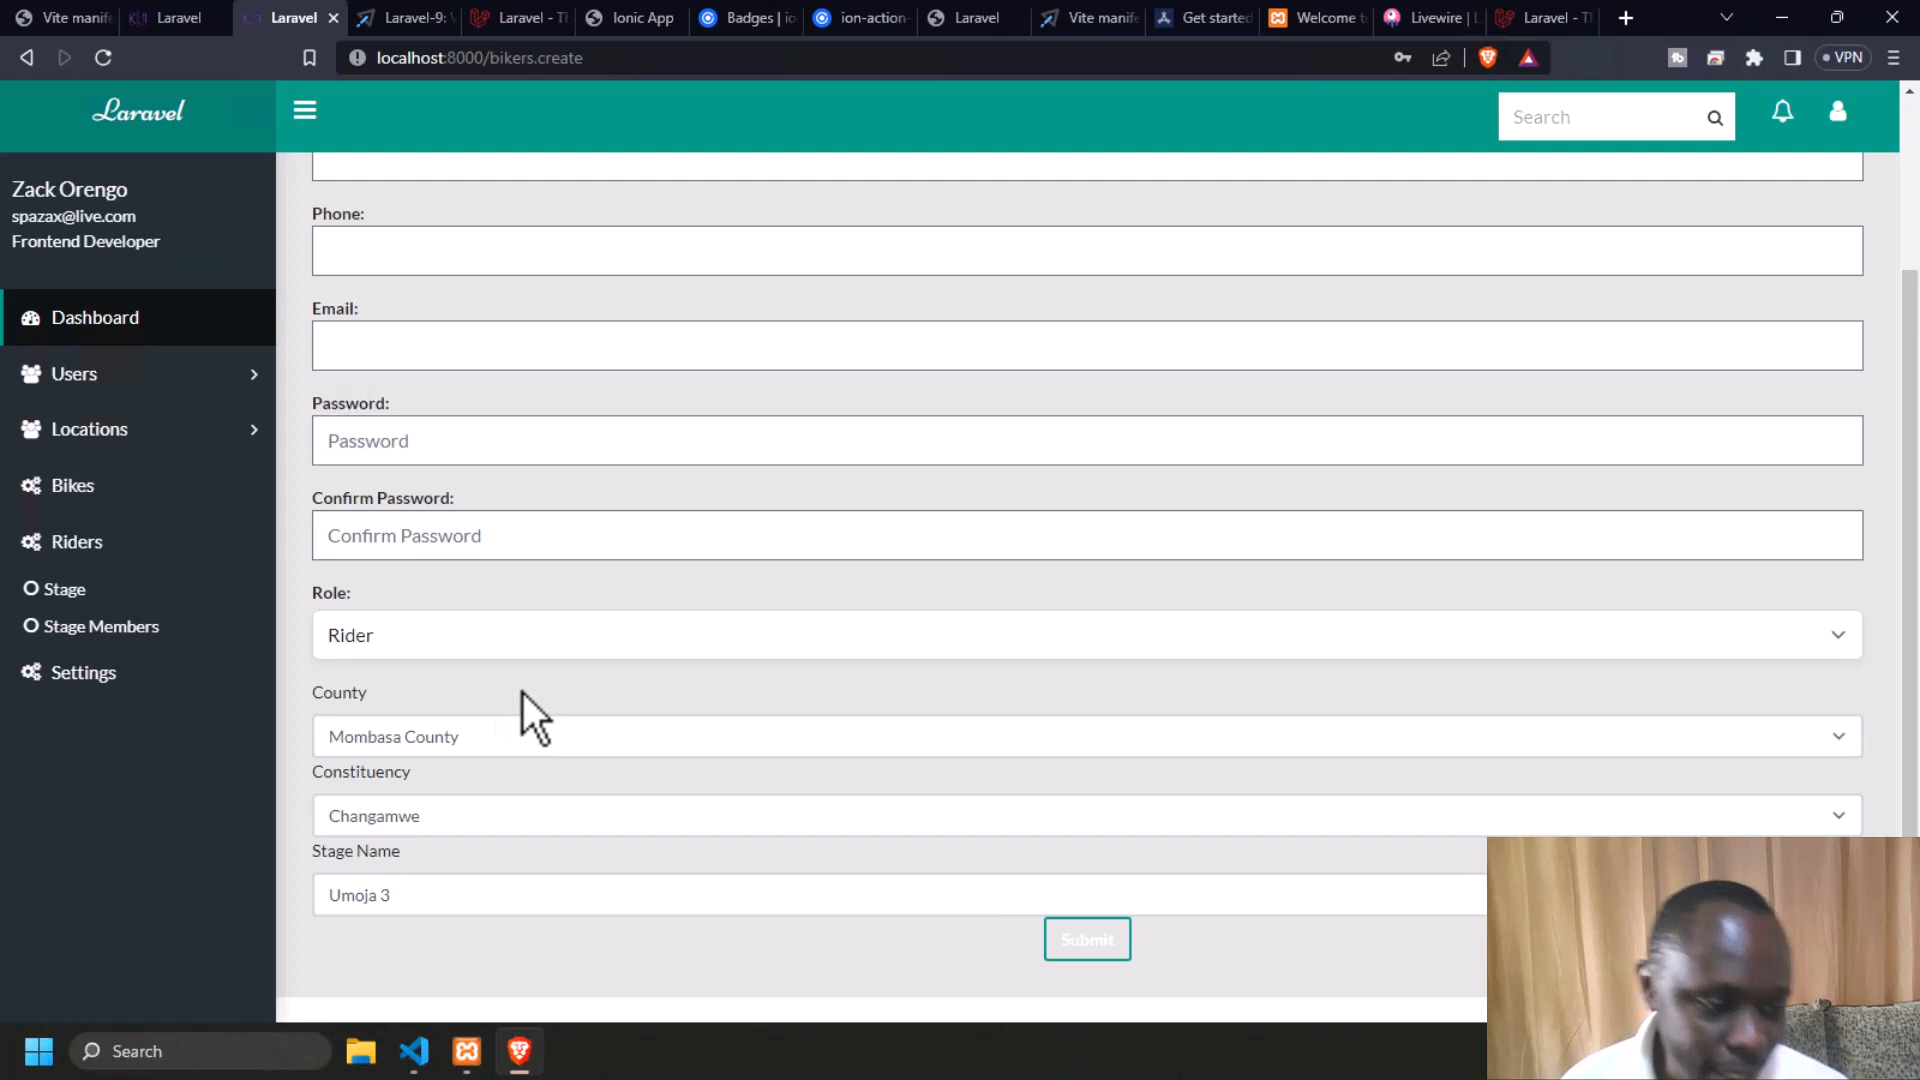 Vite manife
Laravel
Laravel
Laravel-9: V
Laravel - Th
Ionic App
Badges | io
ion-action-
Laravel
Vite manife
Get started
Welcome to
Livewire | L
Laravel - Th
localhost:8000/bikers.create
VPN
Laravel
Search
Zack Orengo
spazax@live.com
Frontend Developer
Dashboard
Users
Locations
Bikes
Riders
Stage
Stage Members
Settings
Phone:
Email:
Password:
Password
Confirm Password:
Confirm Password
Role:
Rider
County
Mombasa County
Constituency
Changamwe
Stage Name
Umoja 3
Submit
Search